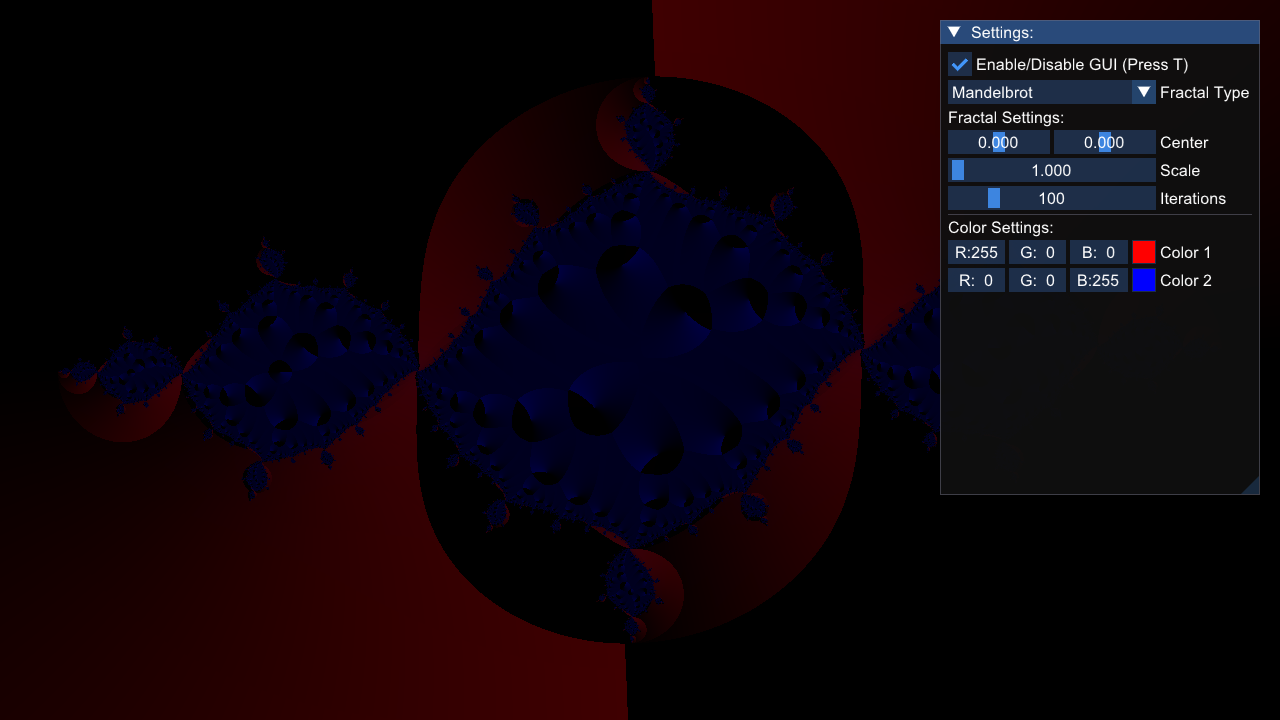 Settings:
Enable/Disable GUI (Press T)
Mandelbrot Fractal Type
Fractal Settings:
0.000 0.000 Center
1.000 Scale
100 Iterations
Color Settings:
R:255 G: 0 B: 0 Color 1
R: 0 G: 0 B:255 Color 2